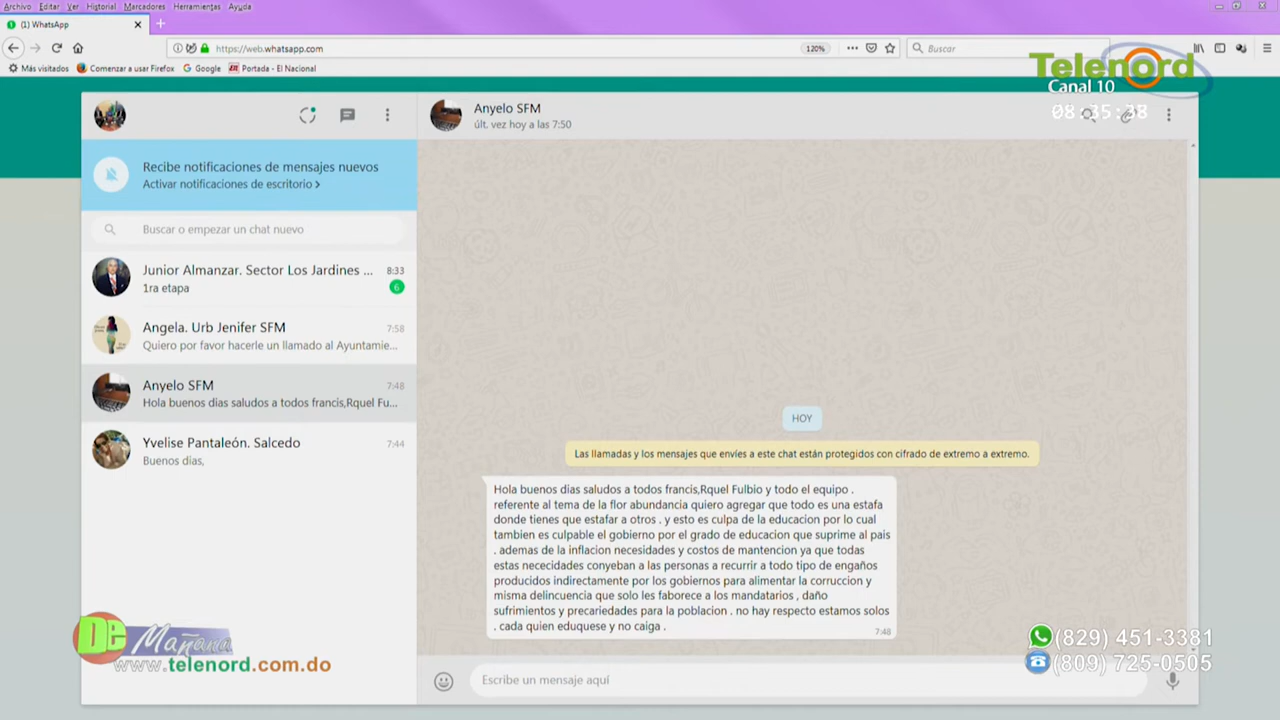 Archivo Editar Ver Historial Marcadores Herramientas Ayuda
(1) WhatsApp
https://web.whatsapp.com
120%
Buscar
Más visitados Comenzar a usar Firefox Google Portada - El Nacional
Telenord
Canal 10
08:35:38
Anyelo SFM
últ. vez hoy a las 7:50
Recibe notificaciones de mensajes nuevos
Activar notificaciones de escritorio >
Buscar o empezar un chat nuevo
Junior Almanzar. Sector Los Jardines ... 8:33
1ra etapa 6
Angela. Urb Jenifer SFM 7:58
Quiero por favor hacerle un llamado al Ayuntamie...
Anyelo SFM 7:48
Hola buenos dias saludos a todos francis,Rquel Fu...
Yvelise Pantaleón. Salcedo 7:44
Buenos dias,
HOY
Las llamadas y los mensajes que envíes a este chat están protegidos con cifrado de extremo a extremo.
Hola buenos dias saludos a todos francis,Rquel Fulbio y todo el equipo .
referente al tema de la flor abundancia quiero agregar que todo es una estafa
donde tienes que estafar a otros . y esto es culpa de la educacion por lo cual
tambien es culpable el gobierno por el grado de educacion que suprime al pais
. ademas de la inflacion necesidades y costos de mantencion ya que todas
estas nececidades conyeban a las personas a recurrir a todo tipo de engaños
producidos indirectamente por los gobiernos para alimentar la corruccion y
misma delincuencia que solo les faborece a los mandatarios , daño
sufrimientos y precariedades para la poblacion . no hay respecto estamos solos
. cada quien eduquese y no caiga .
7:48
De Mañana
www.telenord.com.do
(829) 451-3381
(809) 725-0505
Escribe un mensaje aquí